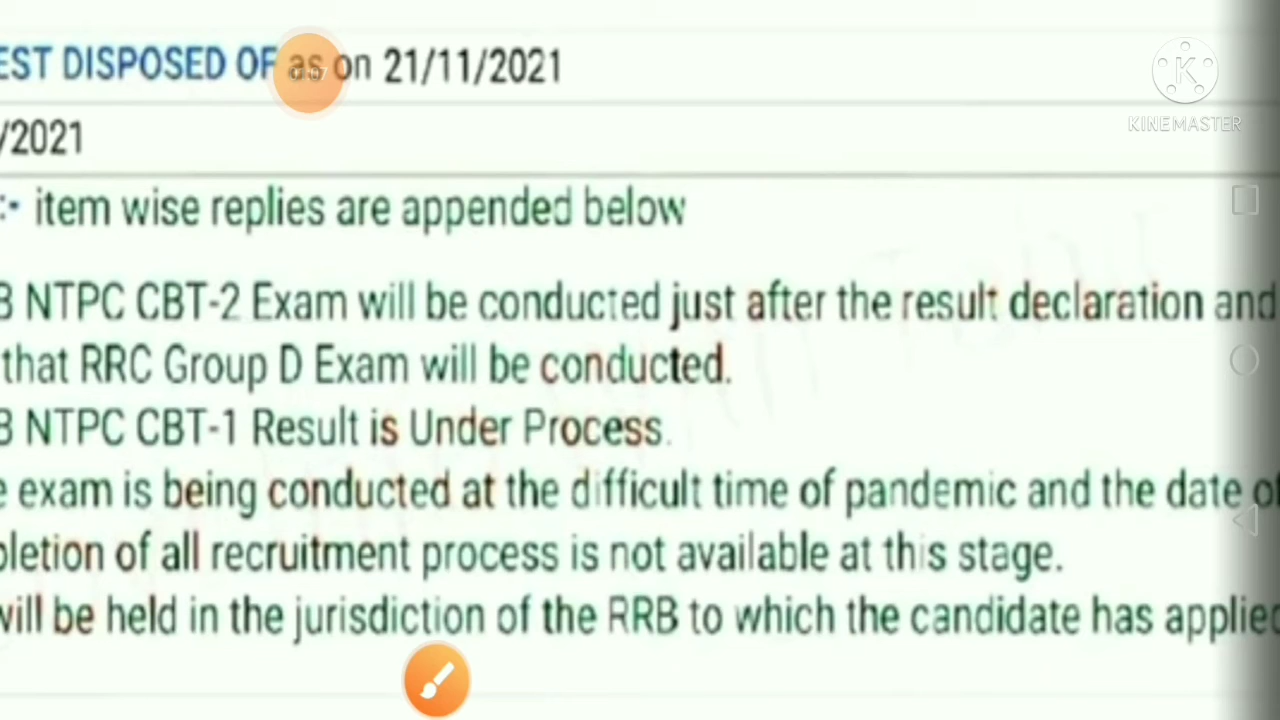 EST DISPOSED OF as on 21/11/2021
KINEMASTER
/2021
:- item wise replies are appended below
B NTPC CBT-2 Exam will be conducted just after the result declaration and
that RRC Group D Exam will be conducted.
B NTPC CBT-1 Result is Under Process.
e exam is being conducted at the difficult time of pandemic and the date of
pletion of all recruitment process is not available at this stage.
will be held in the jurisdiction of the RRB to which the candidate has applied